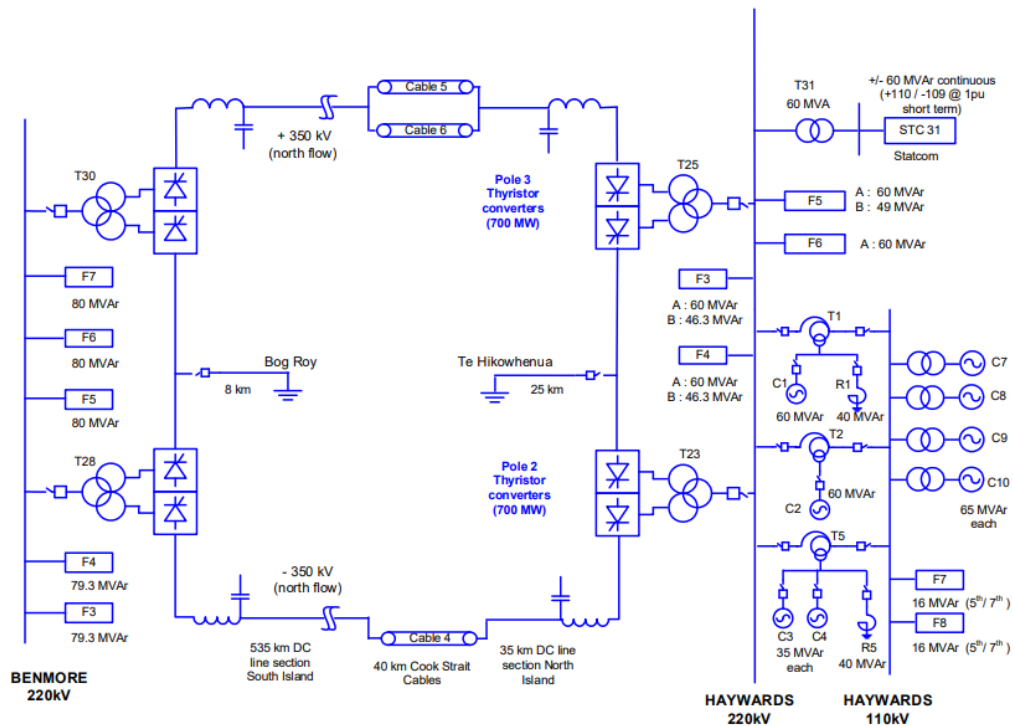 Cable 5
Cable 6
+ 350 kV
(north flow)
T31
60 MVA
+/- 60 MVAr continuous
(+110 / -109 @ 1pu
short term)
STC 31
Statcom
T30
Pole 3
Thyristor
converters
(700 MW)
T25
F5
A : 60 MVAr
B : 49 MVAr
F6
A : 60 MVAr
F7
80 MVAr
F3
A : 60 MVAr
B : 46.3 MVAr
F6
80 MVAr
T1
C7
Bog Roy
8 km
Te Hikowhenua
25 km
F4
A : 60 MVAr
B : 46.3 MVAr
C1
60 MVAr
R1
40 MVAr
C8
F5
80 MVAr
T2
C9
T28
Pole 2
Thyristor
converters
(700 MW)
T23
60 MVAr
C2
C10
65 MVAr
each
F4
79.3 MVAr
T5
- 350 kV
(north flow)
F7
16 MVAr (5th/ 7th )
F3
79.3 MVAr
C3
C4
35 MVAr
each
R5
40 MVAr
F8
16 MVAr (5th/ 7th )
Cable 4
535 km DC
line section
South Island
40 km Cook Strait
Cables
35 km DC line
section North
Island
BENMORE
220kV
HAYWARDS
220kV
HAYWARDS
110kV